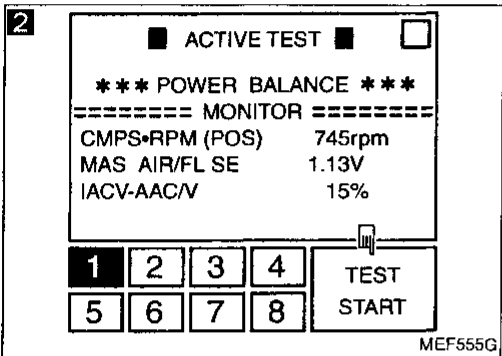 2
■ ACTIVE TEST ■
*** POWER BALANCE ***
======== MONITOR ========
CMPS•RPM (POS) 745rpm
MAS AIR/FL SE 1.13V
IACV-AAC/V 15%
1 2 3 4 TEST
5 6 7 8 START
MEF555G